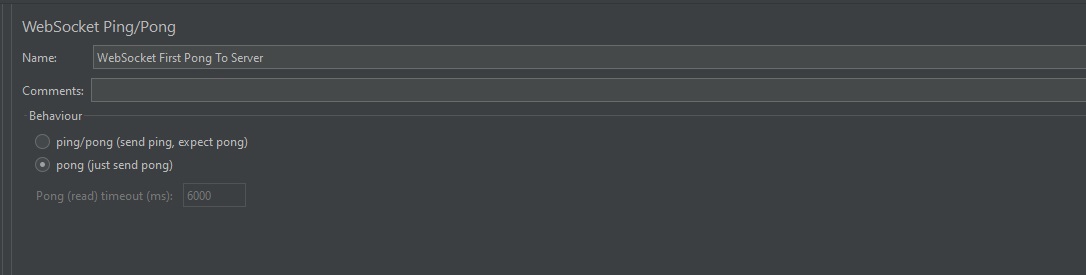 WebSocket Ping/Pong
Name: WebSocket First Pong To Server
Comments:
Behaviour
ping/pong (send ping, expect pong)
pong (just send pong)
Pong (read) timeout (ms): 6000